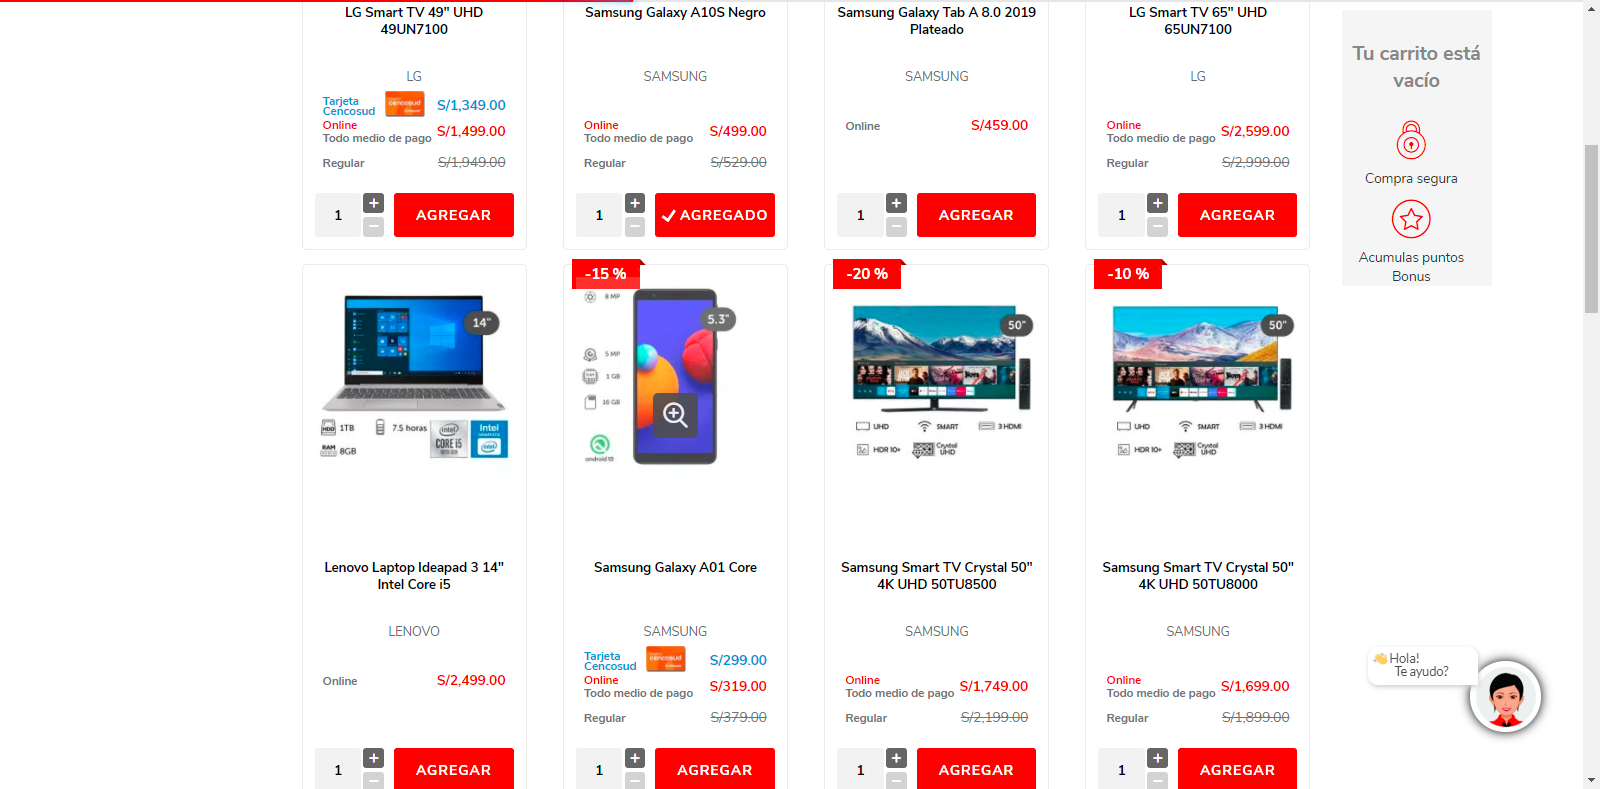 LG Smart TV 49" UHD
49UN7100
LG
Tarjeta
Cencosud
cencosud
S/1,349.00
Online
Todo medio de pago
S/1,499.00
Regular
S/1,949.00
1
+
−
AGREGAR
Samsung Galaxy A10S Negro
SAMSUNG
Online
Todo medio de pago
S/499.00
Regular
S/529.00
1
+
−
AGREGADO
Samsung Galaxy Tab A 8.0 2019
Plateado
SAMSUNG
Online
S/459.00
1
+
−
AGREGAR
LG Smart TV 65" UHD
65UN7100
LG
Online
Todo medio de pago
S/2,599.00
Regular
S/2,999.00
1
+
−
AGREGAR
Tu carrito está
vacío
Compra segura
Acumulas puntos
Bonus
14"
HDD 1TB
7.5 horas
RAM 8GB
intel
CORE i5
Intel
intel
Lenovo Laptop Ideapad 3 14"
Intel Core i5
LENOVO
Online
S/2,499.00
1
+
−
AGREGAR
-15 %
8 MP
5.3"
5 MP
1 GB
16 GB
android 10
Samsung Galaxy A01 Core
SAMSUNG
Tarjeta
Cencosud
cencosud
S/299.00
Online
Todo medio de pago
S/319.00
Regular
S/379.00
1
+
−
AGREGAR
-20 %
50"
UHD
SMART
3 HDMI
HDR 10+
Crystal
UHD
Samsung Smart TV Crystal 50"
4K UHD 50TU8500
SAMSUNG
Online
Todo medio de pago
S/1,749.00
Regular
S/2,199.00
1
+
−
AGREGAR
-10 %
50"
UHD
SMART
3 HDMI
HDR 10+
Crystal
UHD
Samsung Smart TV Crystal 50"
4K UHD 50TU8000
SAMSUNG
Online
Todo medio de pago
S/1,699.00
Regular
S/1,899.00
1
+
−
AGREGAR
👋 Hola!
Te ayudo?